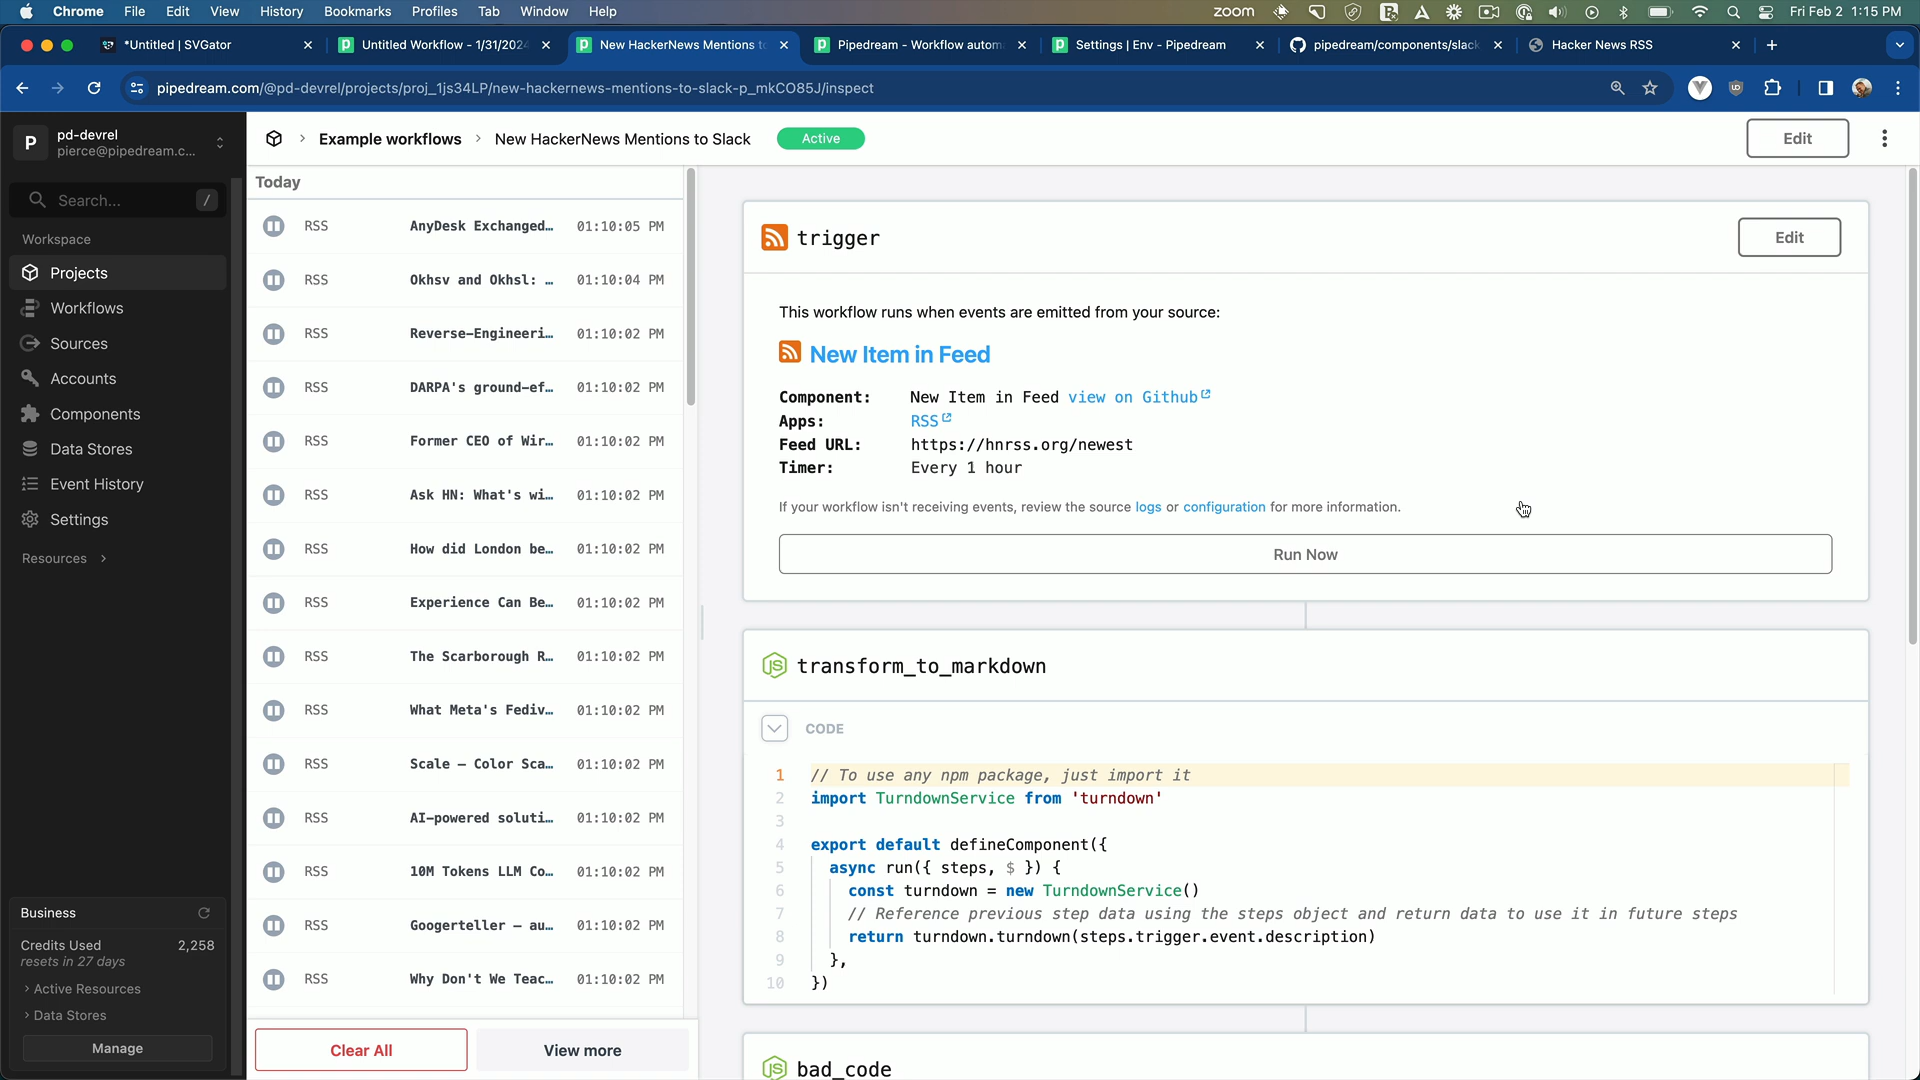 Chrome File Edit View History Bookmarks Profiles Tab Window Help
zoom Fri Feb 2 1:15 PM
*Untitled | SVGator
Untitled Workflow - 1/31/202
New HackerNews Mentions to
Pipedream - Workflow autom
Settings | Env - Pipedream
pipedream/components/slack
Hacker News RSS
pipedream.com/@pd-devrel/projects/proj_1js34LP/new-hackernews-mentions-to-slack-p_mkCO85J/inspect
P
pd-devrel
pierce@pipedream.c...
Search... /
Workspace
Projects
Workflows
Sources
Accounts
Components
Data Stores
Event History
Settings
Resources >
Business
Credits Used 2,258
resets in 27 days
> Active Resources
> Data Stores
Manage
> Example workflows > New HackerNews Mentions to Slack Active Edit
Today
RSS AnyDesk Exchanged… 01:10:05 PM
RSS Okhsv and Okhsl: … 01:10:04 PM
RSS Reverse-Engineeri… 01:10:02 PM
RSS DARPA's ground-ef… 01:10:02 PM
RSS Former CEO of Wir… 01:10:02 PM
RSS Ask HN: What's wi… 01:10:02 PM
RSS How did London be… 01:10:02 PM
RSS Experience Can Be… 01:10:02 PM
RSS The Scarborough R… 01:10:02 PM
RSS What Meta's Fediv… 01:10:02 PM
RSS Scale – Color Sca… 01:10:02 PM
RSS AI-powered soluti… 01:10:02 PM
RSS 10M Tokens LLM Co… 01:10:02 PM
RSS Googerteller – au… 01:10:02 PM
RSS Why Don't We Teac… 01:10:02 PM
Clear All View more
trigger Edit
This workflow runs when events are emitted from your source:
New Item in Feed
Component: New Item in Feed view on Github
Apps: RSS
Feed URL: https://hnrss.org/newest
Timer: Every 1 hour
If your workflow isn't receiving events, review the source logs or configuration for more information.
Run Now
transform_to_markdown
CODE
1 // To use any npm package, just import it
2 import TurndownService from 'turndown'
3
4 export default defineComponent({
5 async run({ steps, $ }) {
6 const turndown = new TurndownService()
7 // Reference previous step data using the steps object and return data to use it in future steps
8 return turndown.turndown(steps.trigger.event.description)
9 },
10 })
bad_code